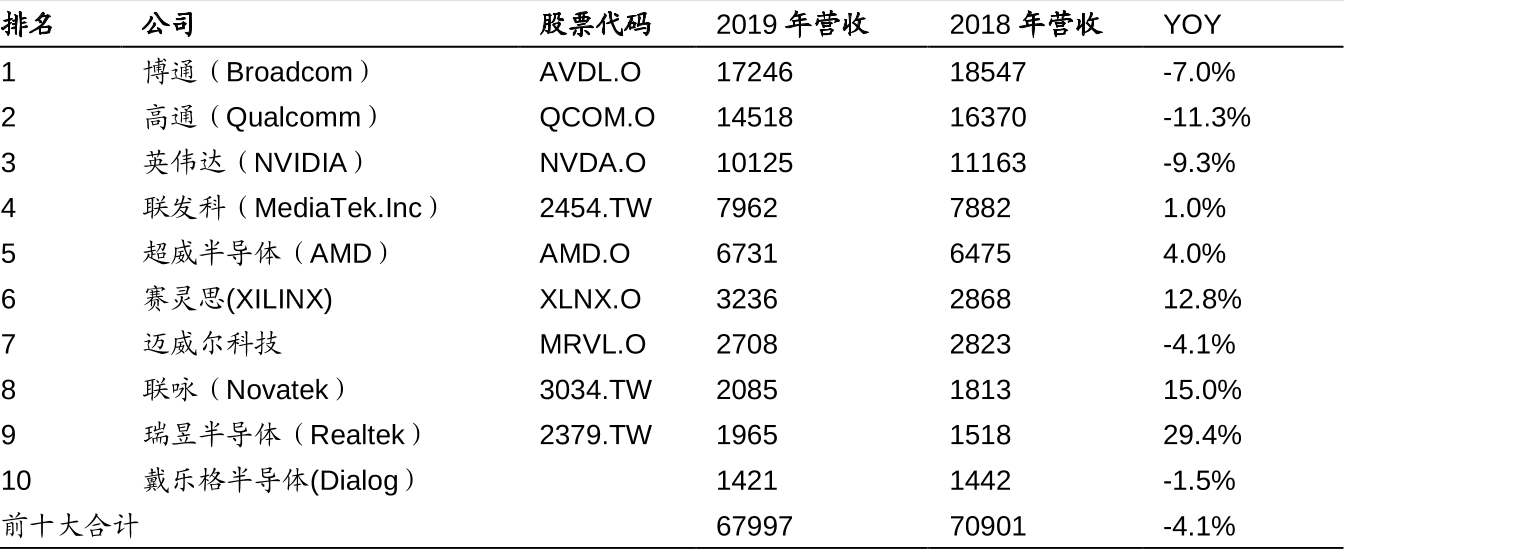 排名 公司 股票代码 2019 年营收 2018 年营收 YOY
1 博通（Broadcom） AVDL.O 17246 18547 -7.0%
2 高通（Qualcomm） QCOM.O 14518 16370 -11.3%
3 英伟达（NVIDIA） NVDA.O 10125 11163 -9.3%
4 联发科（MediaTek.Inc） 2454.TW 7962 7882 1.0%
5 超威半导体（AMD） AMD.O 6731 6475 4.0%
6 赛灵思(XILINX) XLNX.O 3236 2868 12.8%
7 迈威尔科技 MRVL.O 2708 2823 -4.1%
8 联咏（Novatek） 3034.TW 2085 1813 15.0%
9 瑞昱半导体（Realtek） 2379.TW 1965 1518 29.4%
10 戴乐格半导体(Dialog） 1421 1442 -1.5%
前十大合计 67997 70901 -4.1%